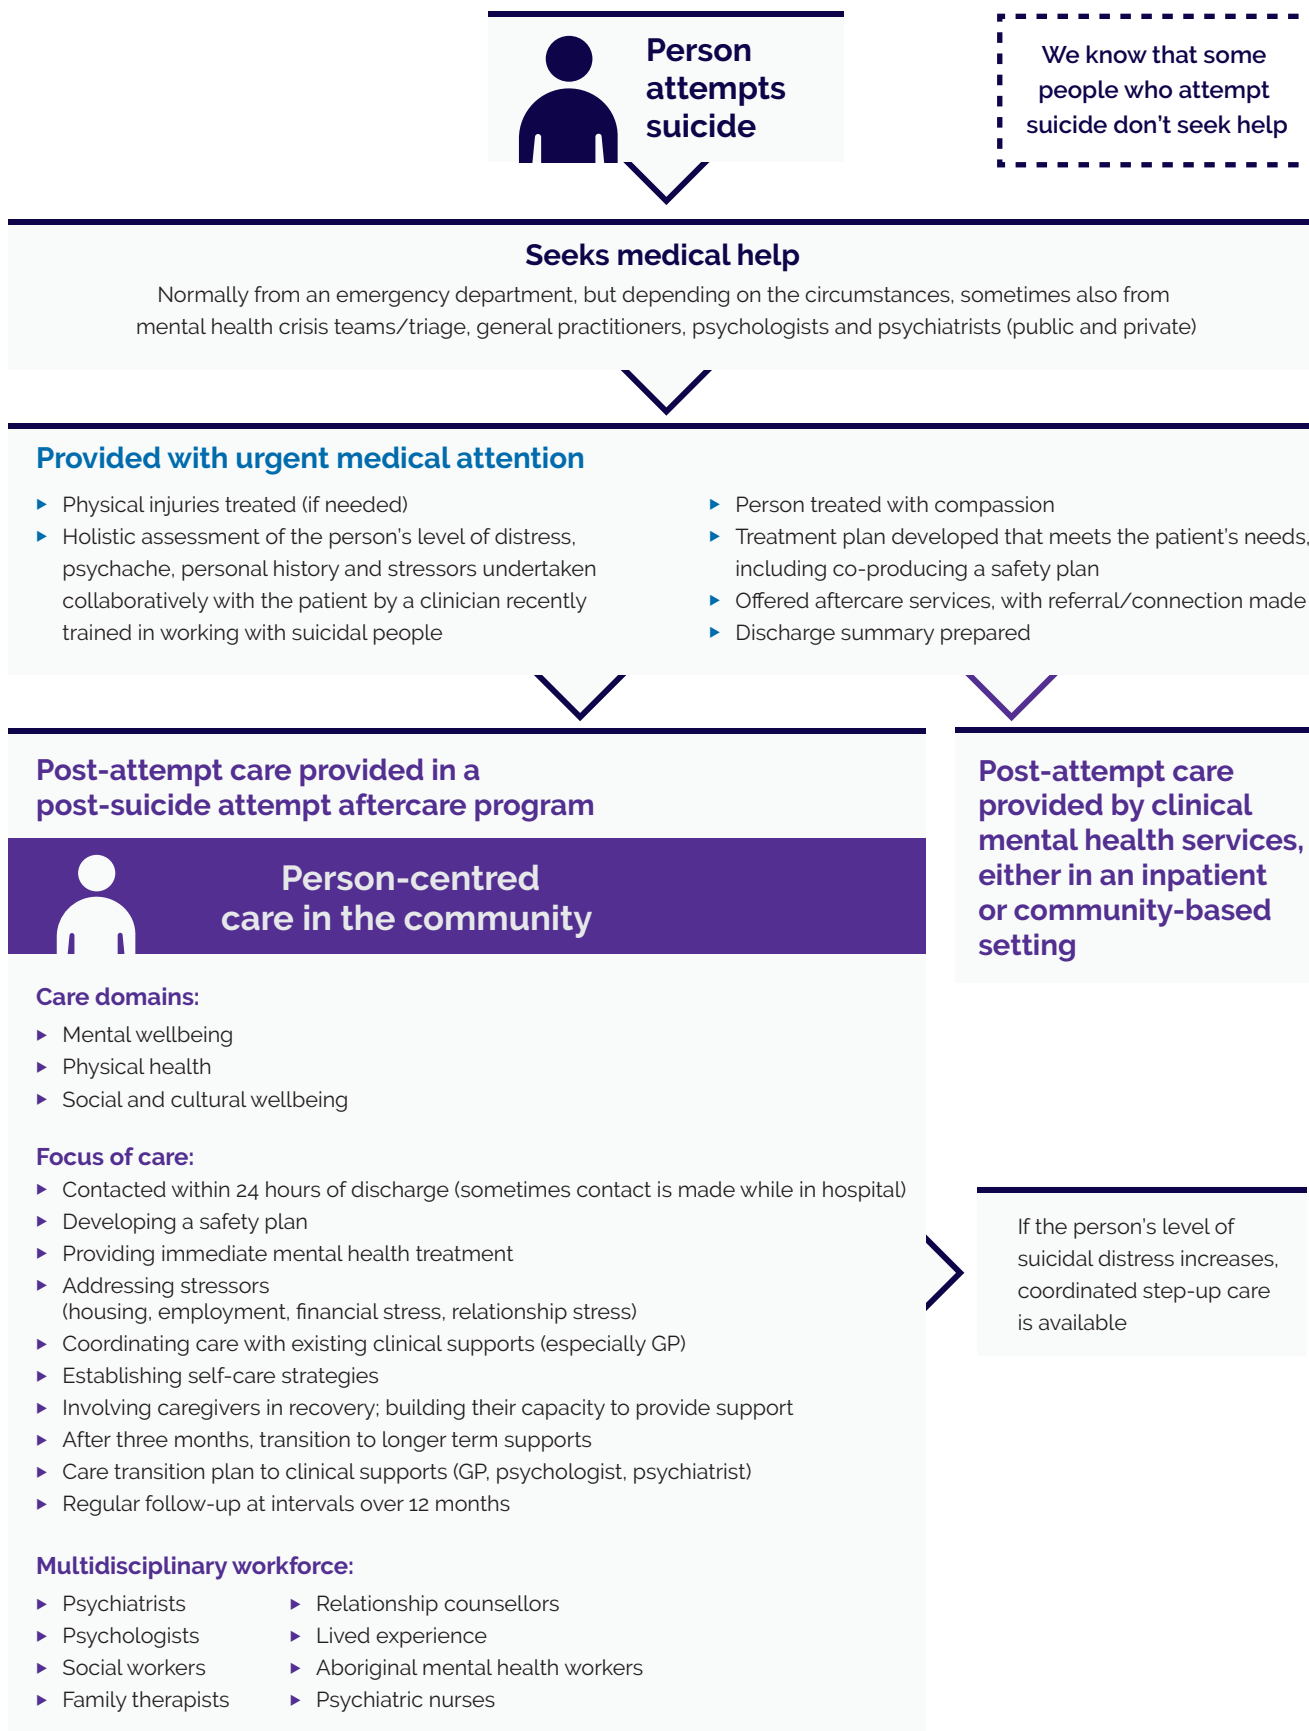 Person
attempts
suicide
We know that some
people who attempt
suicide don't seek help
Seeks medical help
Normally from an emergency department, but depending on the circumstances, sometimes also from
mental health crisis teams/triage, general practitioners, psychologists and psychiatrists (public and private)
Provided with urgent medical attention
Physical injuries treated (if needed)
Holistic assessment of the person's level of distress,
psychache, personal history and stressors undertaken
collaboratively with the patient by a clinician recently
trained in working with suicidal people
Person treated with compassion
Treatment plan developed that meets the patient's needs,
including co-producing a safety plan
Offered aftercare services, with referral/connection made
Discharge summary prepared
Post-attempt care provided in a
post-suicide attempt aftercare program
Person-centred
care in the community
Care domains:
Mental wellbeing
Physical health
Social and cultural wellbeing
Focus of care:
Contacted within 24 hours of discharge (sometimes contact is made while in hospital)
Developing a safety plan
Providing immediate mental health treatment
Addressing stressors
(housing, employment, financial stress, relationship stress)
Coordinating care with existing clinical supports (especially GP)
Establishing self-care strategies
Involving caregivers in recovery; building their capacity to provide support
After three months, transition to longer term supports
Care transition plan to clinical supports (GP, psychologist, psychiatrist)
Regular follow-up at intervals over 12 months
Multidisciplinary workforce:
Psychiatrists
Psychologists
Social workers
Family therapists
Relationship counsellors
Lived experience
Aboriginal mental health workers
Psychiatric nurses
Post-attempt care
provided by clinical
mental health services,
either in an inpatient
or community-based
setting
If the person's level of
suicidal distress increases,
coordinated step-up care
is available